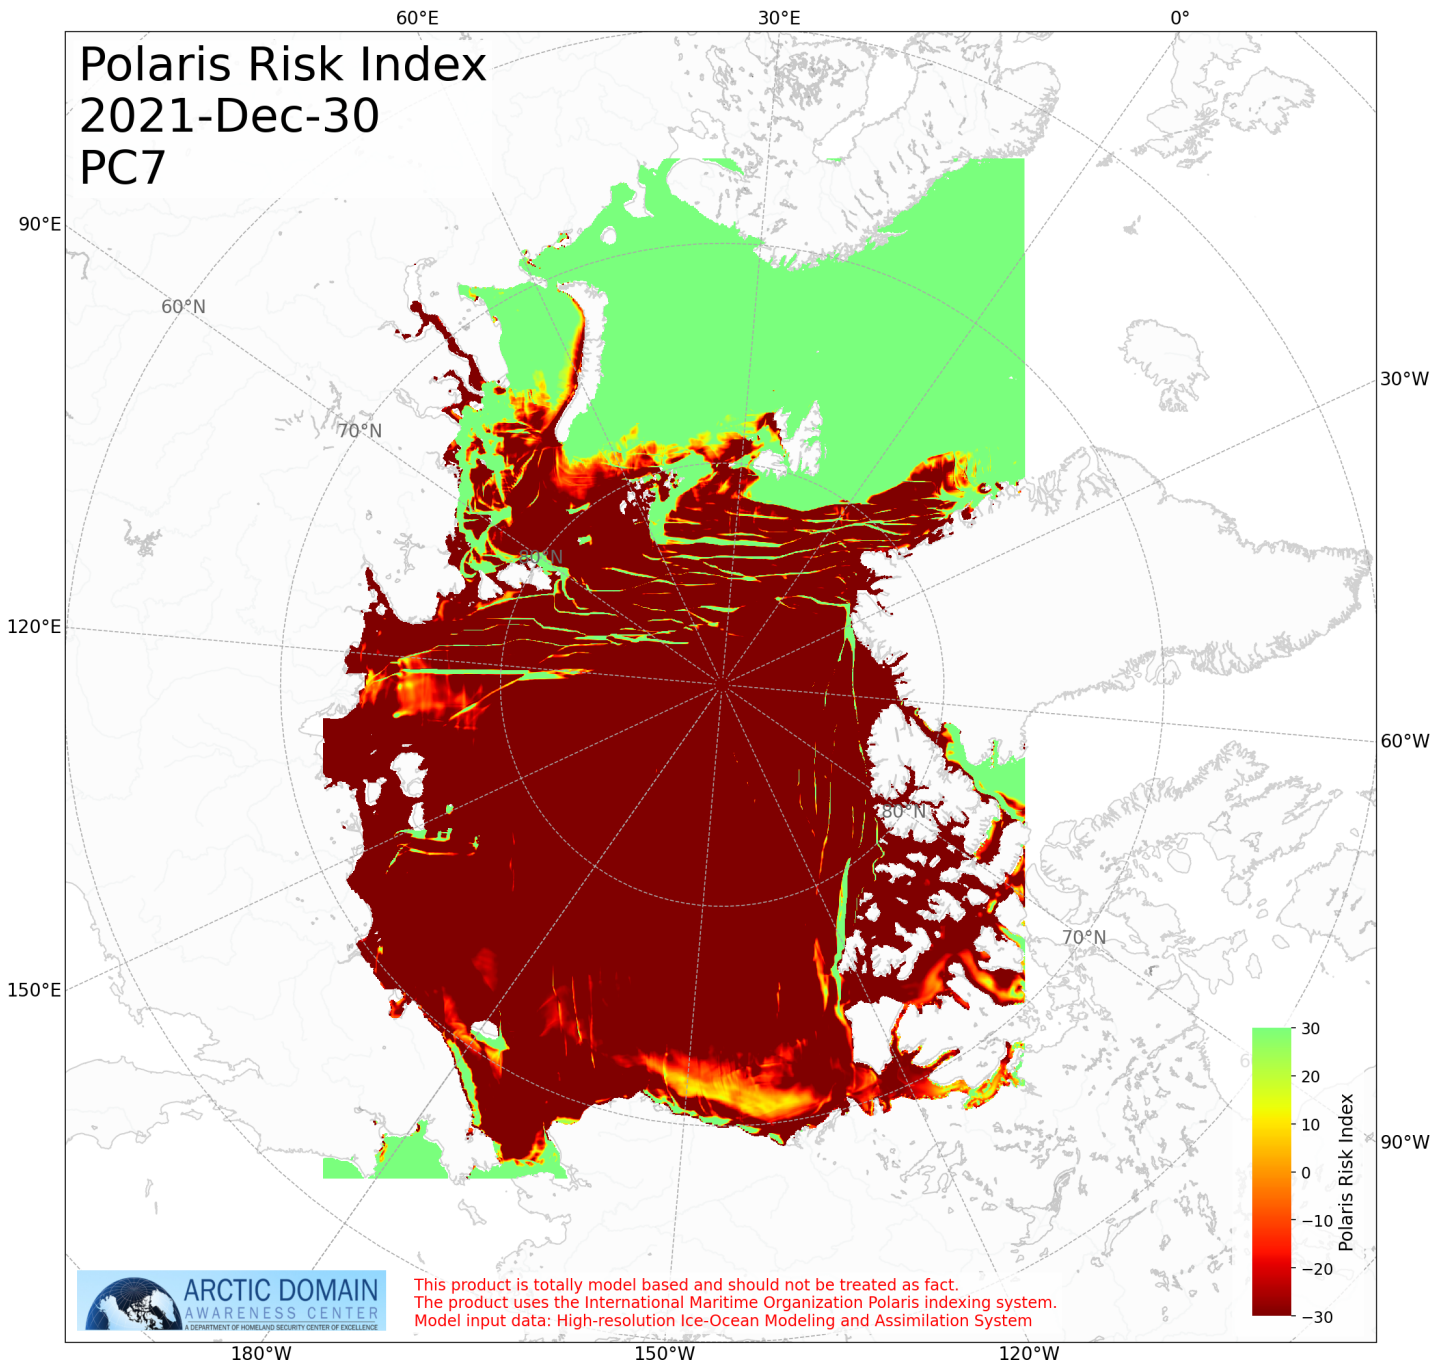 60°E 30°E 0°
Polaris Risk Index
2021-Dec-30
PC7
90°E
60°N
30°W
70°N
80°N
120°E
60°W
80°N
70°N
150°E
30
20
10
0
−10
−20
−30
Polaris Risk Index
90°W
ARCTIC DOMAIN
AWARENESS CENTER
A DEPARTMENT OF HOMELAND SECURITY CENTER OF EXCELLENCE
This product is totally model based and should not be treated as fact.
The product uses the International Maritime Organization Polaris indexing system.
Model input data: High-resolution Ice-Ocean Modeling and Assimilation System
180°W 150°W 120°W